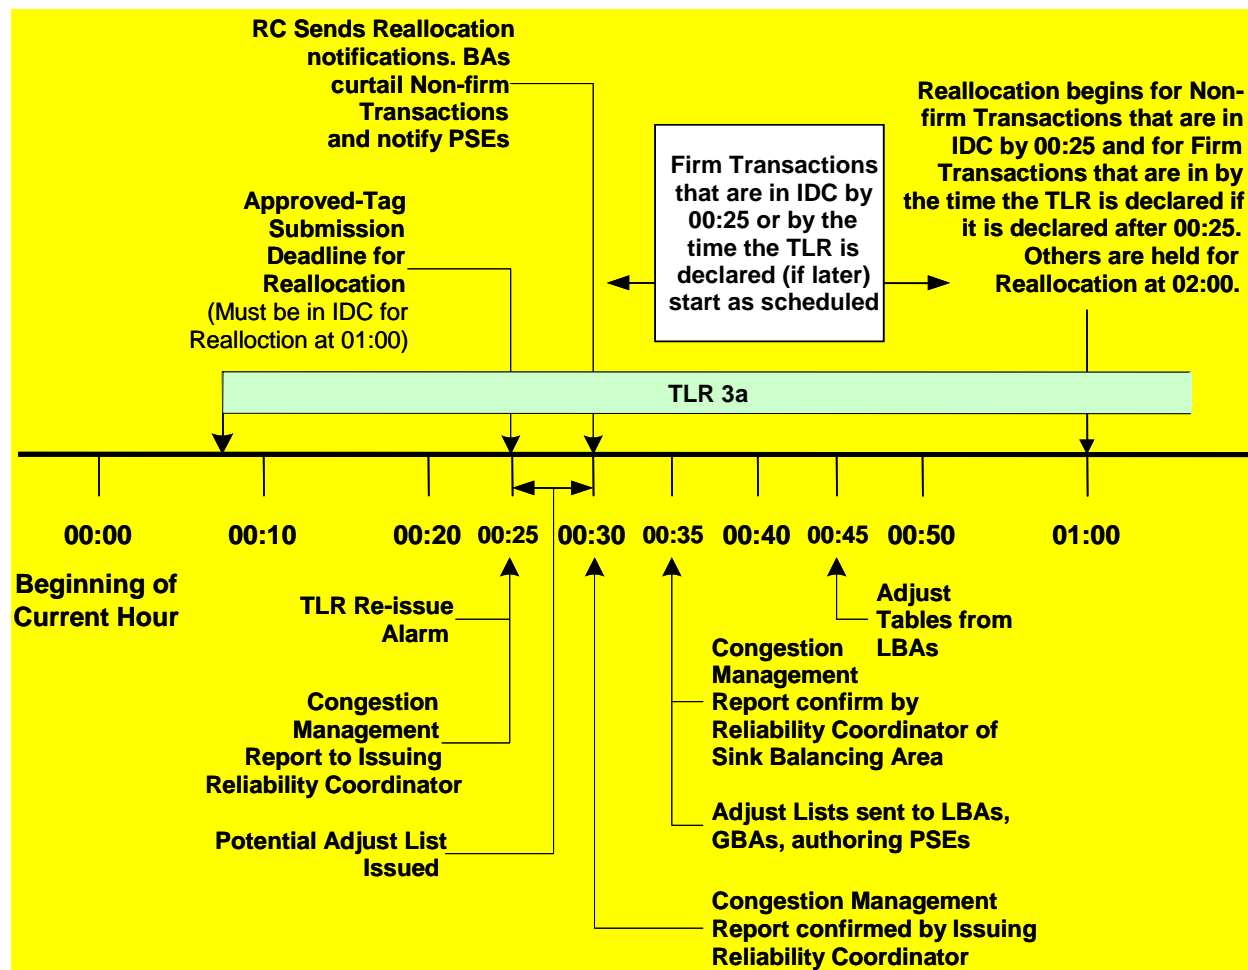 RC Sends Reallocation
notifications. BAs
curtail Non-firm
Transactions
and notify PSEs
Reallocation begins for Non-
firm Transactions that are in
IDC by 00:25 and for Firm
Transactions that are in by
the time the TLR is declared if
it is declared after 00:25.
Others are held for
Reallocation at 02:00.
Firm Transactions
that are in IDC by
00:25 or by the
time the TLR is
declared (if later)
start as scheduled
Approved-Tag
Submission
Deadline for
Reallocation
(Must be in IDC for
Realloction at 01:00)
TLR 3a
00:00 00:10 00:20 00:25 00:30 00:35 00:40 00:45 00:50 01:00
Beginning of
Current Hour
TLR Re-issue
Alarm
Congestion
Management
Report to Issuing
Reliability Coordinator
Potential Adjust List
Issued
Adjust
Tables from
LBAs
Congestion
Management
Report confirm by
Reliability Coordinator of
Sink Balancing Area
Adjust Lists sent to LBAs,
GBAs, authoring PSEs
Congestion Management
Report confirmed by Issuing
Reliability Coordinator